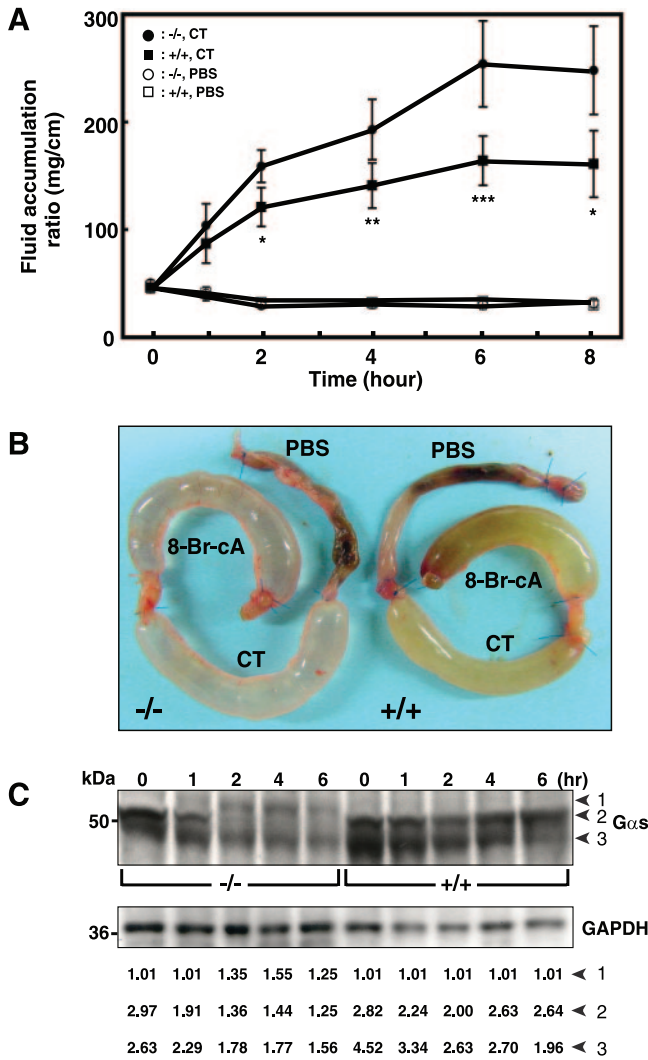 A
300
200
100
0
Fluid accumulation
ratio (mg/cm)
● : -/-, CT
■ : +/+, CT
○ : -/-, PBS
□ : +/+, PBS
* ** *** *
0 2 4 6 8
Time (hour)
B
PBS PBS
8-Br-cA 8-Br-cA
CT CT
-/- +/+
C
kDa 0 1 2 4 6 0 1 2 4 6 (hr)
1
50 2 Gαs
3
-/- +/+
36 GAPDH
1.01 1.01 1.35 1.55 1.25 1.01 1.01 1.01 1.01 1.01 1
2.97 1.91 1.36 1.44 1.25 2.82 2.24 2.00 2.63 2.64 2
2.63 2.29 1.78 1.77 1.56 4.52 3.34 2.63 2.70 1.96 3